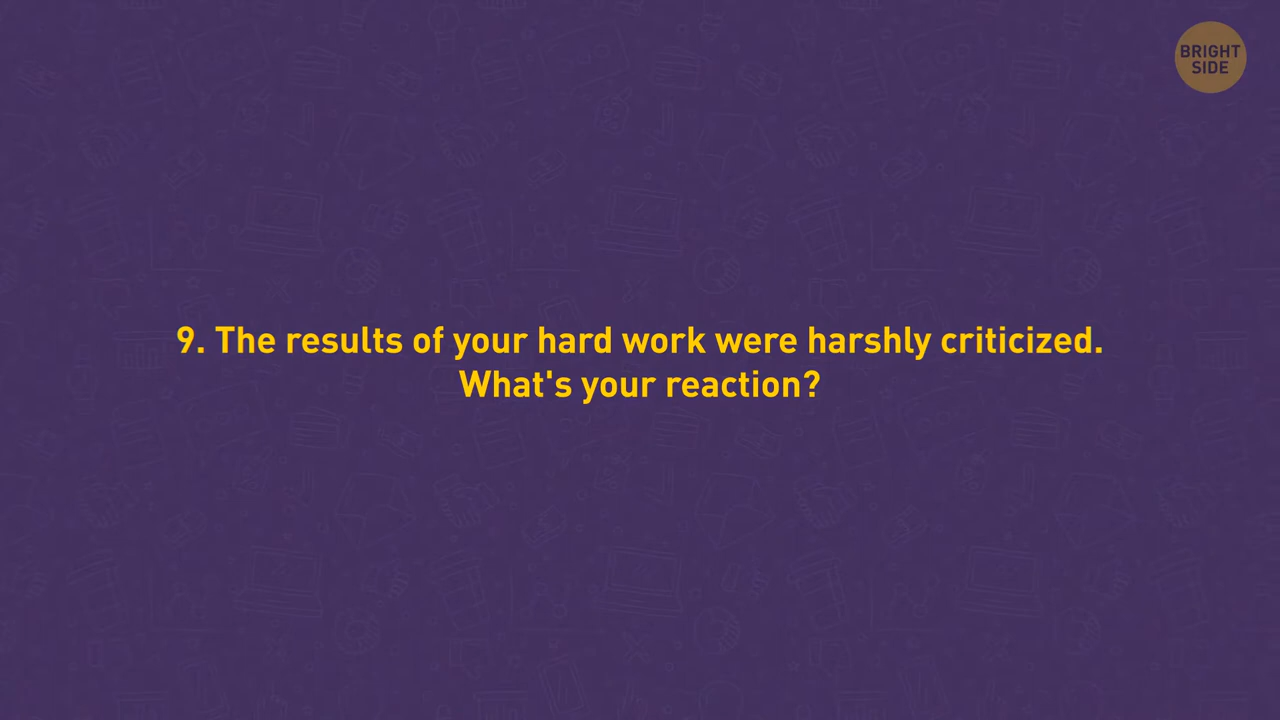 BRIGHT
SIDE
9. The results of your hard work were harshly criticized.
What's your reaction?